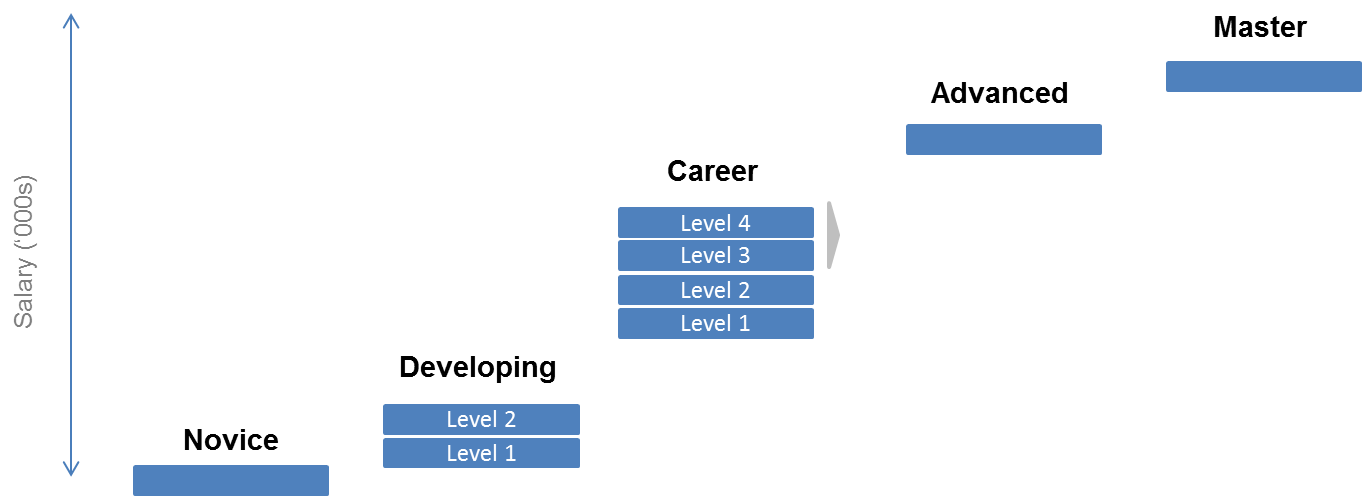 Master
Advanced
Career
Level 4
Level 3
Level 2
Level 1
Developing
Level 2
Level 1
Novice
Salary (‘000s)